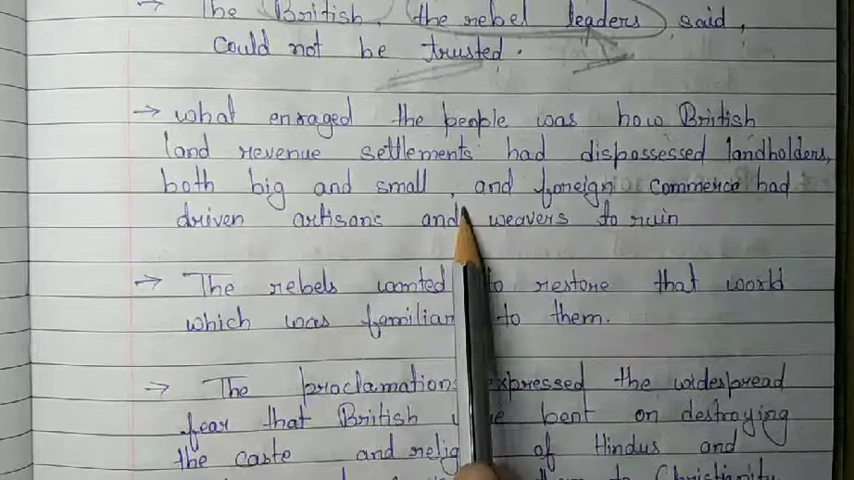 → The British, the rebel leaders said,
could not be trusted.
→ what enraged the people was how British
land revenue settlements had dispossessed landholders,
both big and small, and foreign commerce had
driven artisans and weavers to ruin
→ The rebels wanted to restore that world
which was familiar to them.
→ The proclamations expressed the widespread
fear that British bent on destroying
the caste and of Hindus and
to Christianity